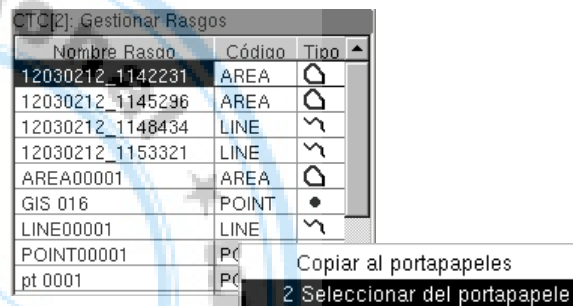 CTC[2]: Gestionar Rasgos
Nombre Rasgo Código Tipo
12030212_1142231 AREA
12030212_1145296 AREA
12030212_1148434 LINE
12030212_1153321 LINE
AREA00001 AREA
GIS 016 POINT
LINE00001 LINE
POINT00001
pt 0001
Copiar al portapapeles
2 Seleccionar del portapapele